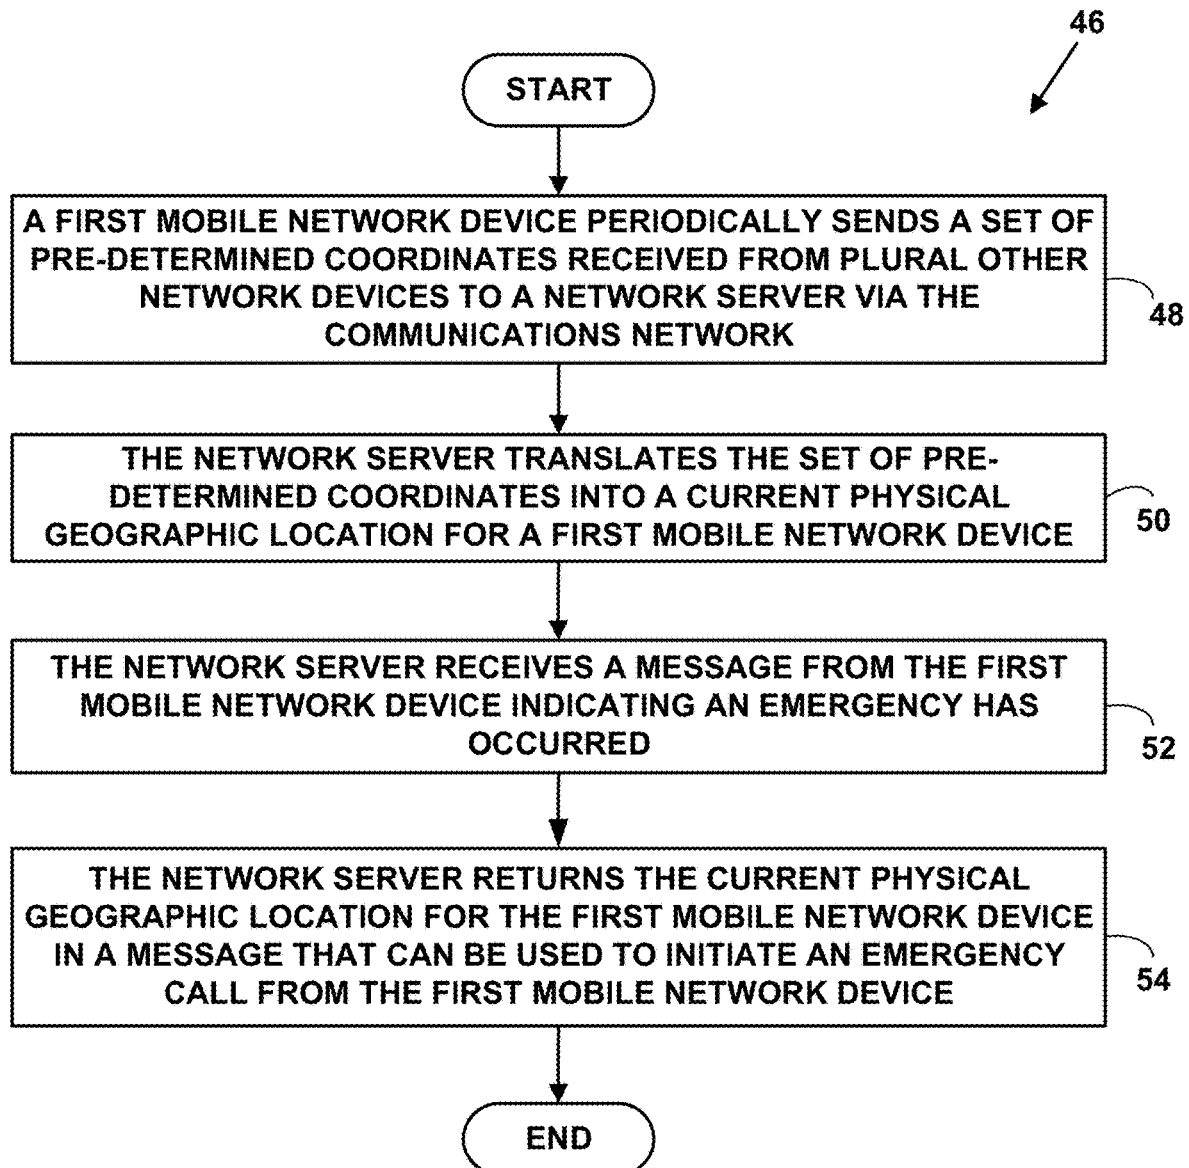 46
START
A FIRST MOBILE NETWORK DEVICE PERIODICALLY SENDS A SET OF
PRE-DETERMINED COORDINATES RECEIVED FROM PLURAL OTHER
NETWORK DEVICES TO A NETWORK SERVER VIA THE
COMMUNICATIONS NETWORK
48
THE NETWORK SERVER TRANSLATES THE SET OF PRE-
DETERMINED COORDINATES INTO A CURRENT PHYSICAL
GEOGRAPHIC LOCATION FOR A FIRST MOBILE NETWORK DEVICE
50
THE NETWORK SERVER RECEIVES A MESSAGE FROM THE FIRST
MOBILE NETWORK DEVICE INDICATING AN EMERGENCY HAS
OCCURRED
52
THE NETWORK SERVER RETURNS THE CURRENT PHYSICAL
GEOGRAPHIC LOCATION FOR THE FIRST MOBILE NETWORK DEVICE
IN A MESSAGE THAT CAN BE USED TO INITIATE AN EMERGENCY
CALL FROM THE FIRST MOBILE NETWORK DEVICE
54
END